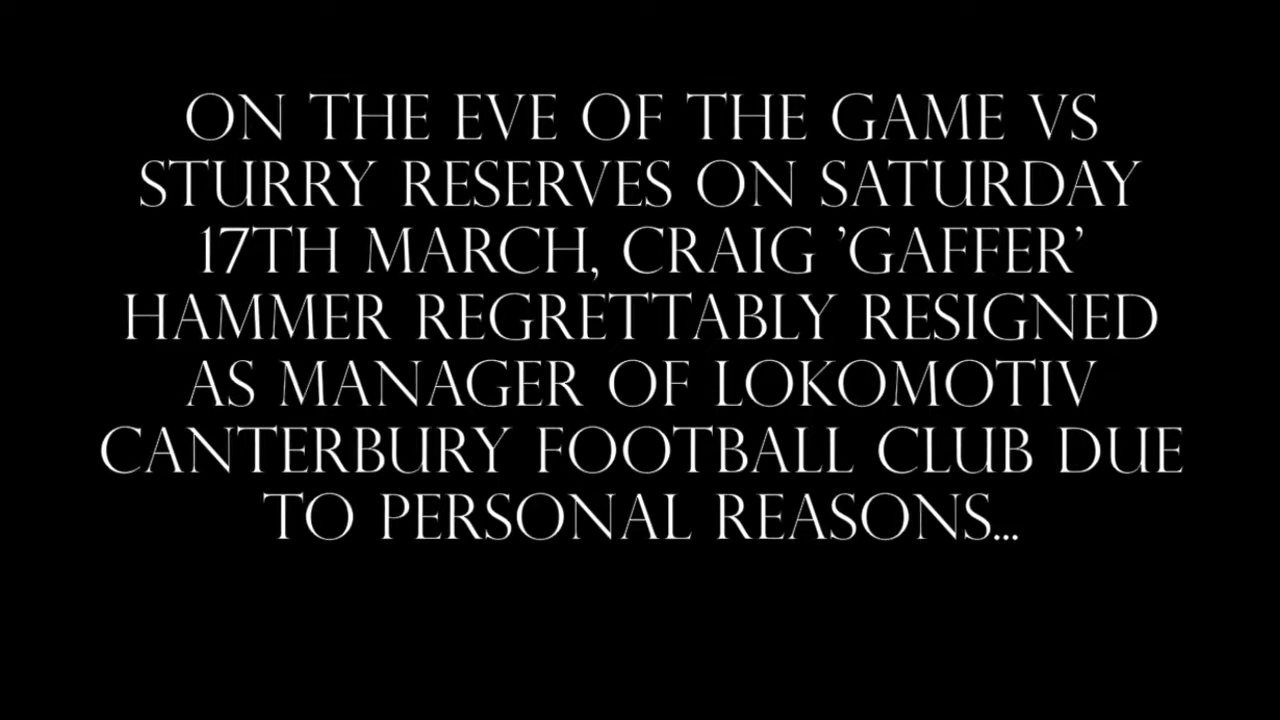 ON THE EVE OF THE GAME VS
STURRY RESERVES ON SATURDAY
17TH MARCH, CRAIG 'GAFFER'
HAMMER REGRETTABLY RESIGNED
AS MANAGER OF LOKOMOTIV
CANTERBURY FOOTBALL CLUB DUE
TO PERSONAL REASONS...